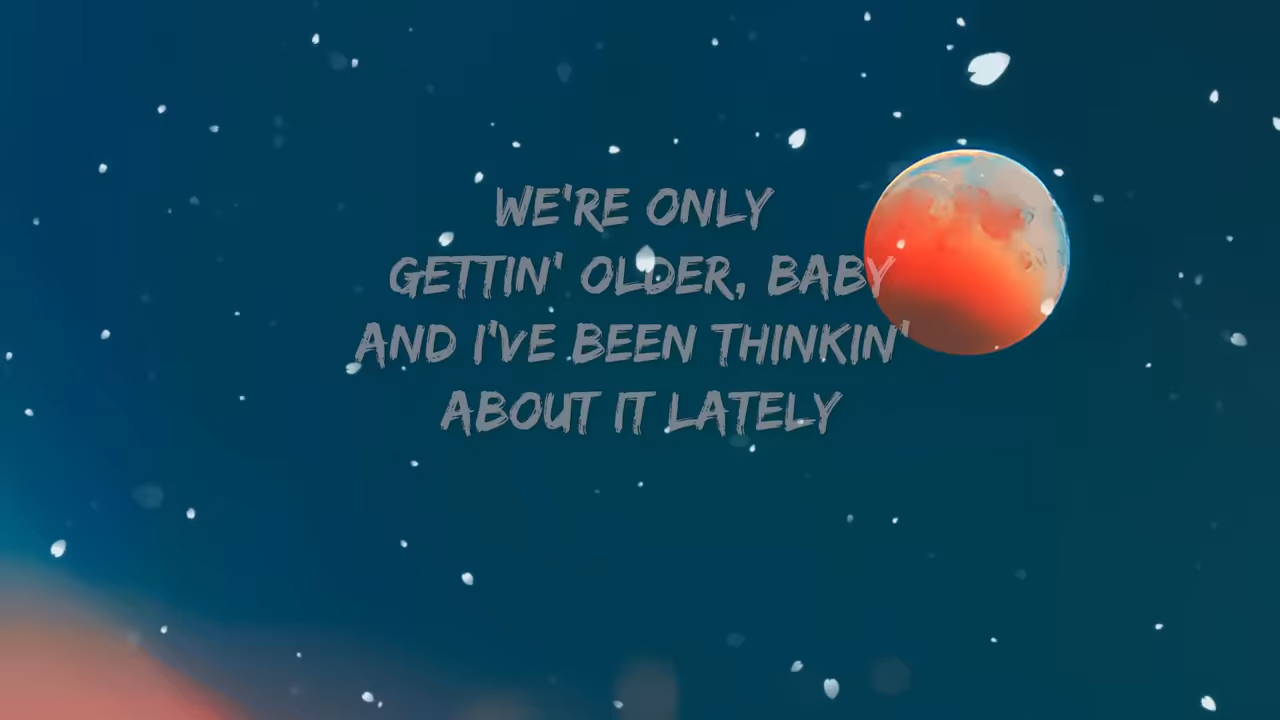 WE'RE ONLY
GETTIN' OLDER, BABY
AND I'VE BEEN THINKIN'
ABOUT IT LATELY